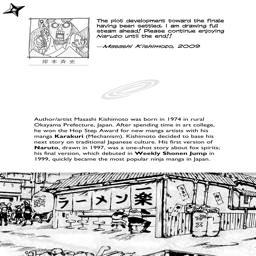 The plot development toward the finale
having been settled, I am drawing full
steam ahead! Please continue enjoying
Naruto until the end!!
—Masashi Kishimoto, 2009
岸本斉史
Author/artist Masashi Kishimoto was born in 1974 in rural
Okayama Prefecture, Japan. After spending time in art college,
he won the Hop Step Award for new manga artists with his
manga Karakuri (Mechanism). Kishimoto decided to base his
next story on traditional Japanese culture. His first version of
Naruto, drawn in 1997, was a one-shot story about fox spirits;
his final version, which debuted in Weekly Shonen Jump in
1999, quickly became the most popular ninja manga in Japan.
ラーメン一楽